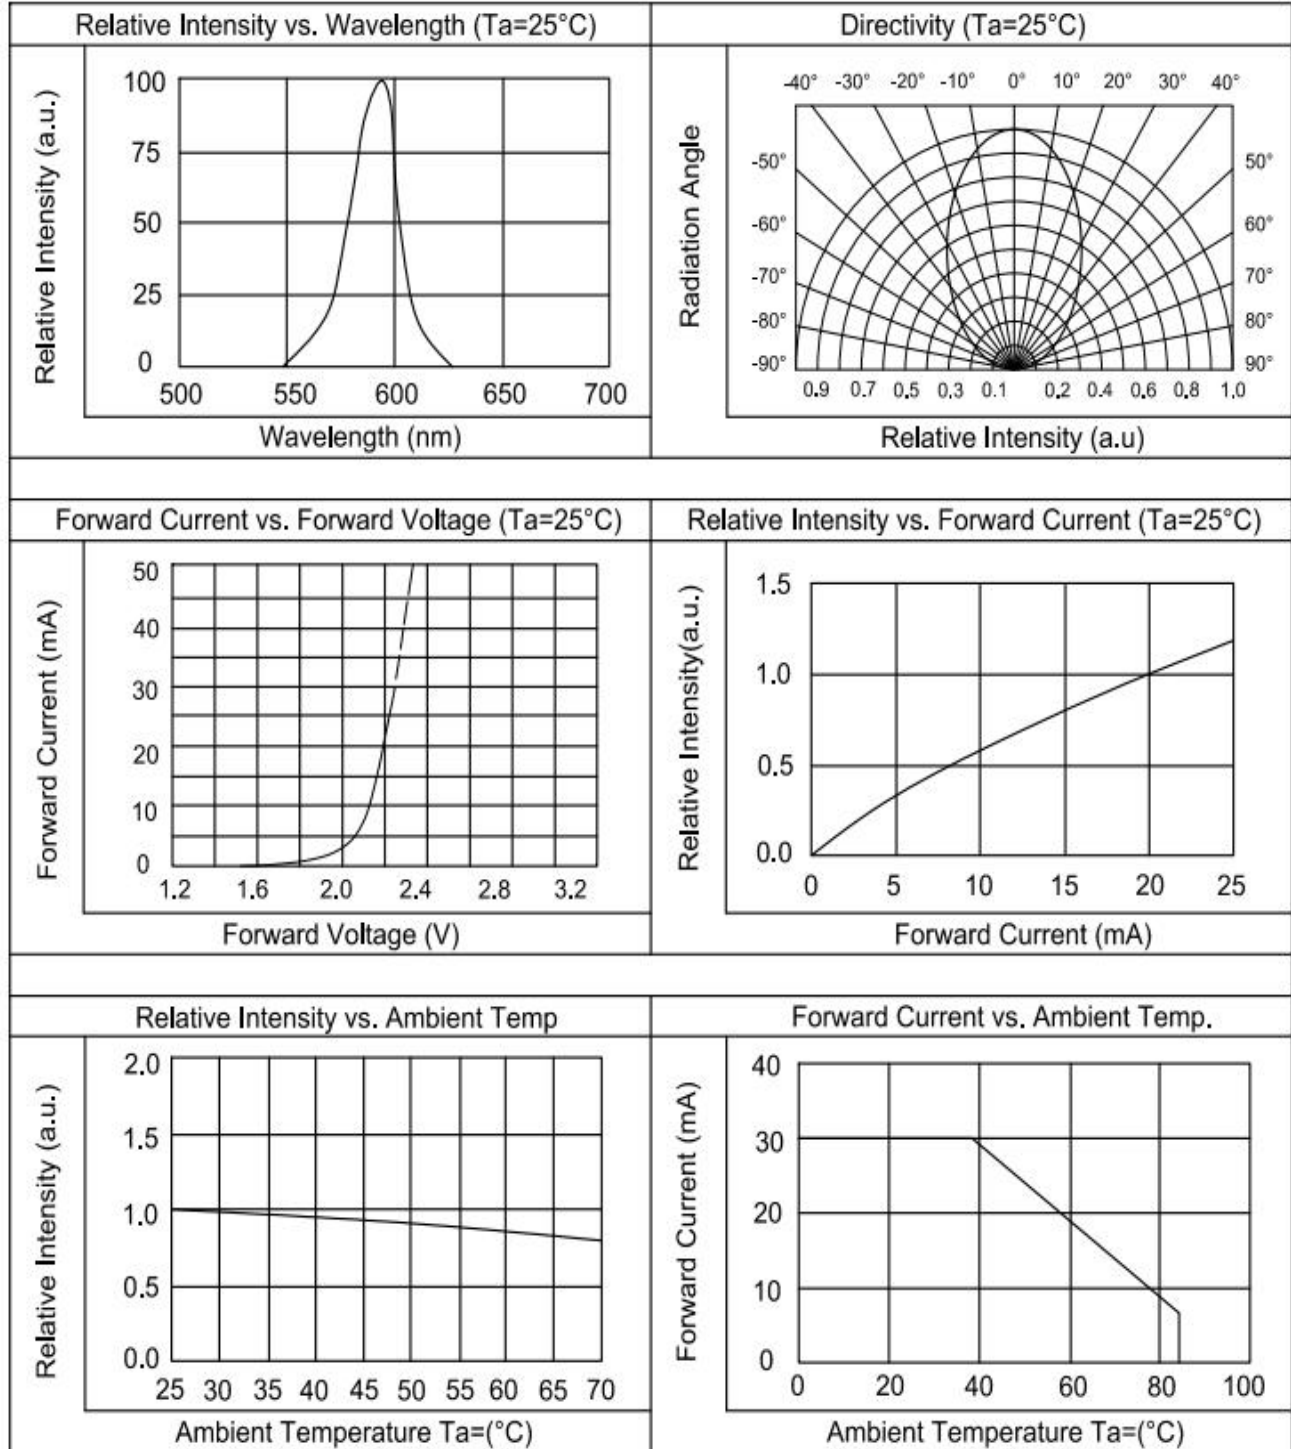 Relative Intensity vs. Wavelength (Ta=25°C)
Relative Intensity (a.u.)
100
75
50
25
0
500 550 600 650 700
Wavelength (nm)
Directivity (Ta=25°C)
Radiation Angle
-40° -30° -20° -10° 0° 10° 20° 30° 40°
-50° 50°
-60° 60°
-70° 70°
-80° 80°
-90° 90°
0.9 0.7 0.5 0.3 0.1 0.2 0.4 0.6 0.8 1.0
Relative Intensity (a.u)
Forward Current vs. Forward Voltage (Ta=25°C)
Forward Current (mA)
50
40
30
20
10
0
1.2 1.6 2.0 2.4 2.8 3.2
Forward Voltage (V)
Relative Intensity vs. Forward Current (Ta=25°C)
Relative Intensity(a.u.)
1.5
1.0
0.5
0.0
0 5 10 15 20 25
Forward Current (mA)
Relative Intensity vs. Ambient Temp
Relative Intensity (a.u.)
2.0
1.5
1.0
0.5
0.0
25 30 35 40 45 50 55 60 65 70
Ambient Temperature Ta=(°C)
Forward Current vs. Ambient Temp.
Forward Current (mA)
40
30
20
10
0
0 20 40 60 80 100
Ambient Temperature Ta=(°C)